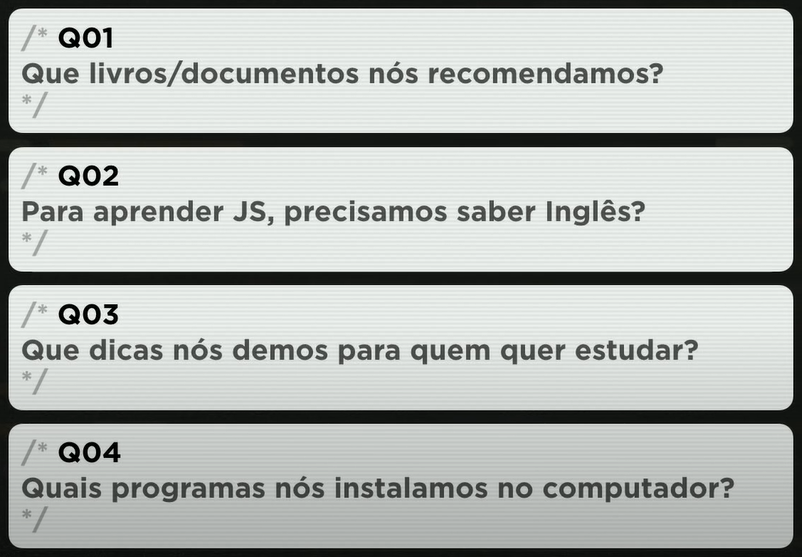 /* Q01
Que livros/documentos nós recomendamos?
*/
/* Q02
Para aprender JS, precisamos saber Inglês?
*/
/* Q03
Que dicas nós demos para quem quer estudar?
*/
/* Q04
Quais programas nós instalamos no computador?
*/